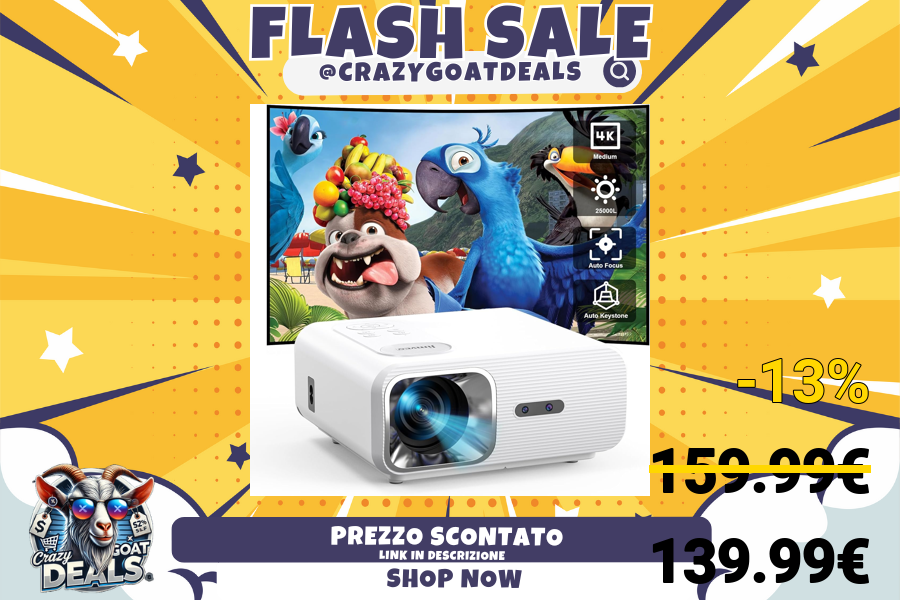 FLASH SALE
@CRAZYGOATDEALS
4K
Medium
25000L
Auto Focus
Auto Keystone
-13%
159.99€
139.99€
PREZZO SCONTATO
LINK IN DESCRIZIONE
SHOP NOW
$
52%
Crazy
GOAT
DEALS